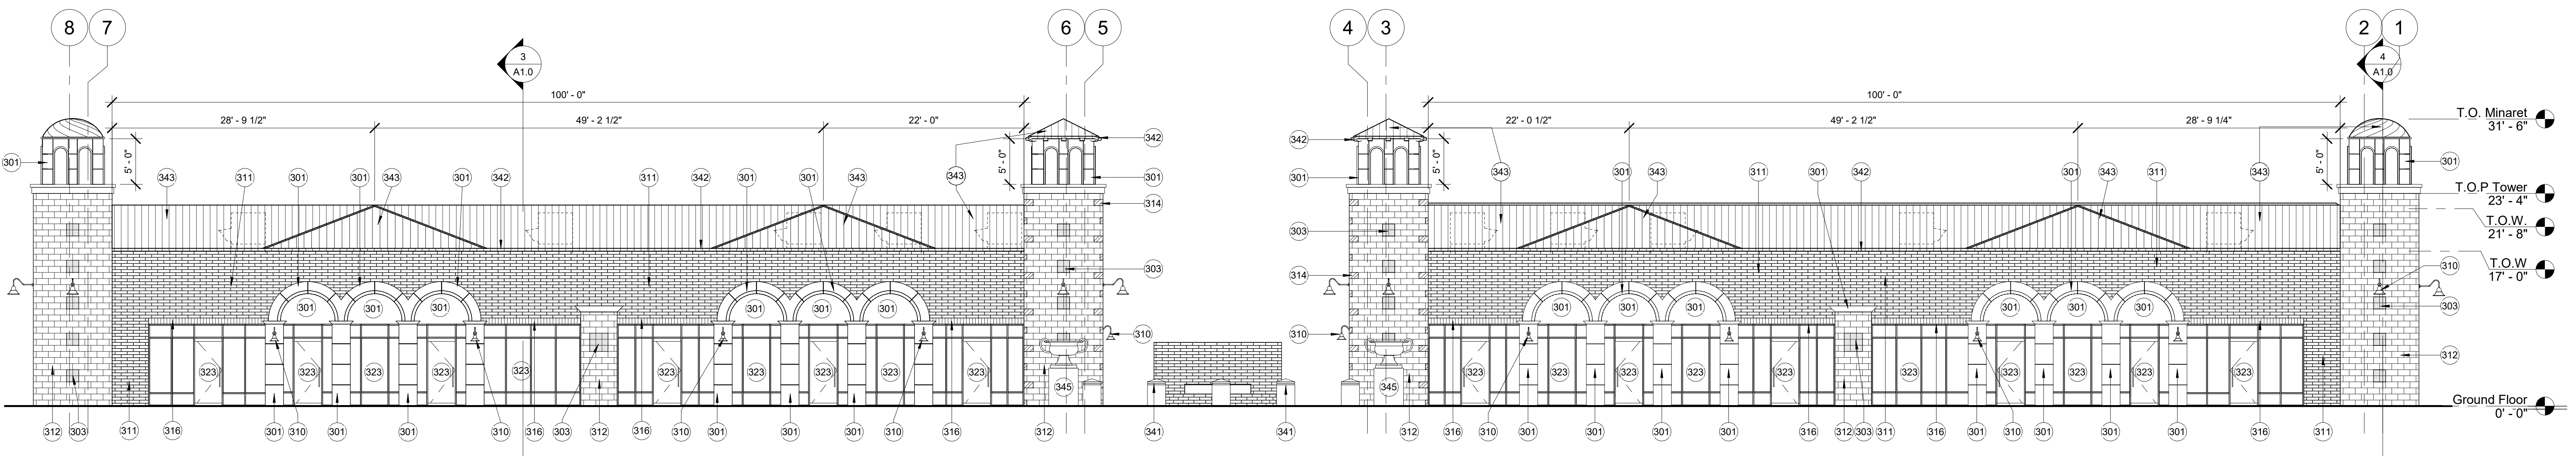 8 7 6 5 4 3 2 1
3
A1.0
4
A1.0
100' - 0" 100' - 0"
T.O. Minaret
31' - 6"
28' - 9 1/2" 49' - 2 1/2" 22' - 0" 22' - 0 1/2" 49' - 2 1/2" 28' - 9 1/4"
342 342
301 5' - 0" 5' - 0" 5' - 0" 5' - 0" 301
343 311 301 301 343 301 342 311 342 301 301 343 343 301 301 343 301 343 311 301 342 301 343 311 343
T.O.P Tower
23' - 4"
314
T.O.W.
21' - 8"
303
T.O.W
17' - 0"
303 314 310
301 301 301 301 301 301 301 301 301 301 301 301
303
310 310
312
323 323 323 323 323 323 323 323 323 323 323 323 323 323 323 323 323 323
345 345
Ground Floor
0' - 0"
312 303 311 316 301 310 301 301 310 316 303 312 316 310 301 301 301 310 316 312 341 341 312 316 310 301 301 301 301 316 312 303 311 316 301 310 301 301 301 316 311